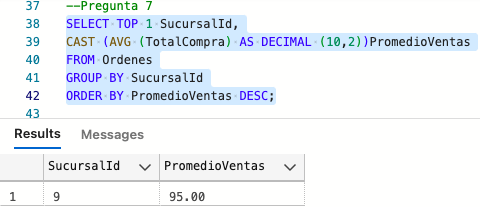 37 --Pregunta 7
38 SELECT TOP 1 SucursalId,
39 CAST (AVG (TotalCompra) AS DECIMAL (10,2))PromedioVentas
40 FROM Ordenes
41 GROUP BY SucursalId
42 ORDER BY PromedioVentas DESC;
43
Results Messages
SucursalId PromedioVentas
1 9 95.00